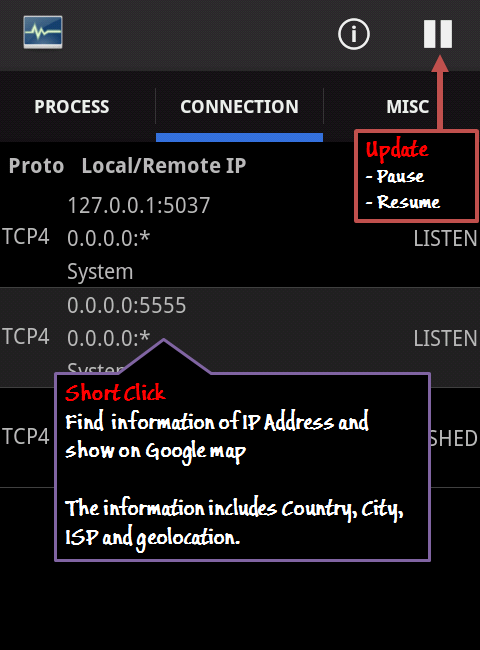 PROCESS CONNECTION MISC
Proto Local/Remote IP
Update
- Pause
- Resume
127.0.0.1:5037
TCP4 0.0.0.0:* LISTEN
System
0.0.0.0:5555
TCP4 0.0.0.0:* LISTEN
System
Short Click
Find information of IP Address and
show on Google map
The information includes Country, City,
ISP and geolocation.
TCP4 SHED